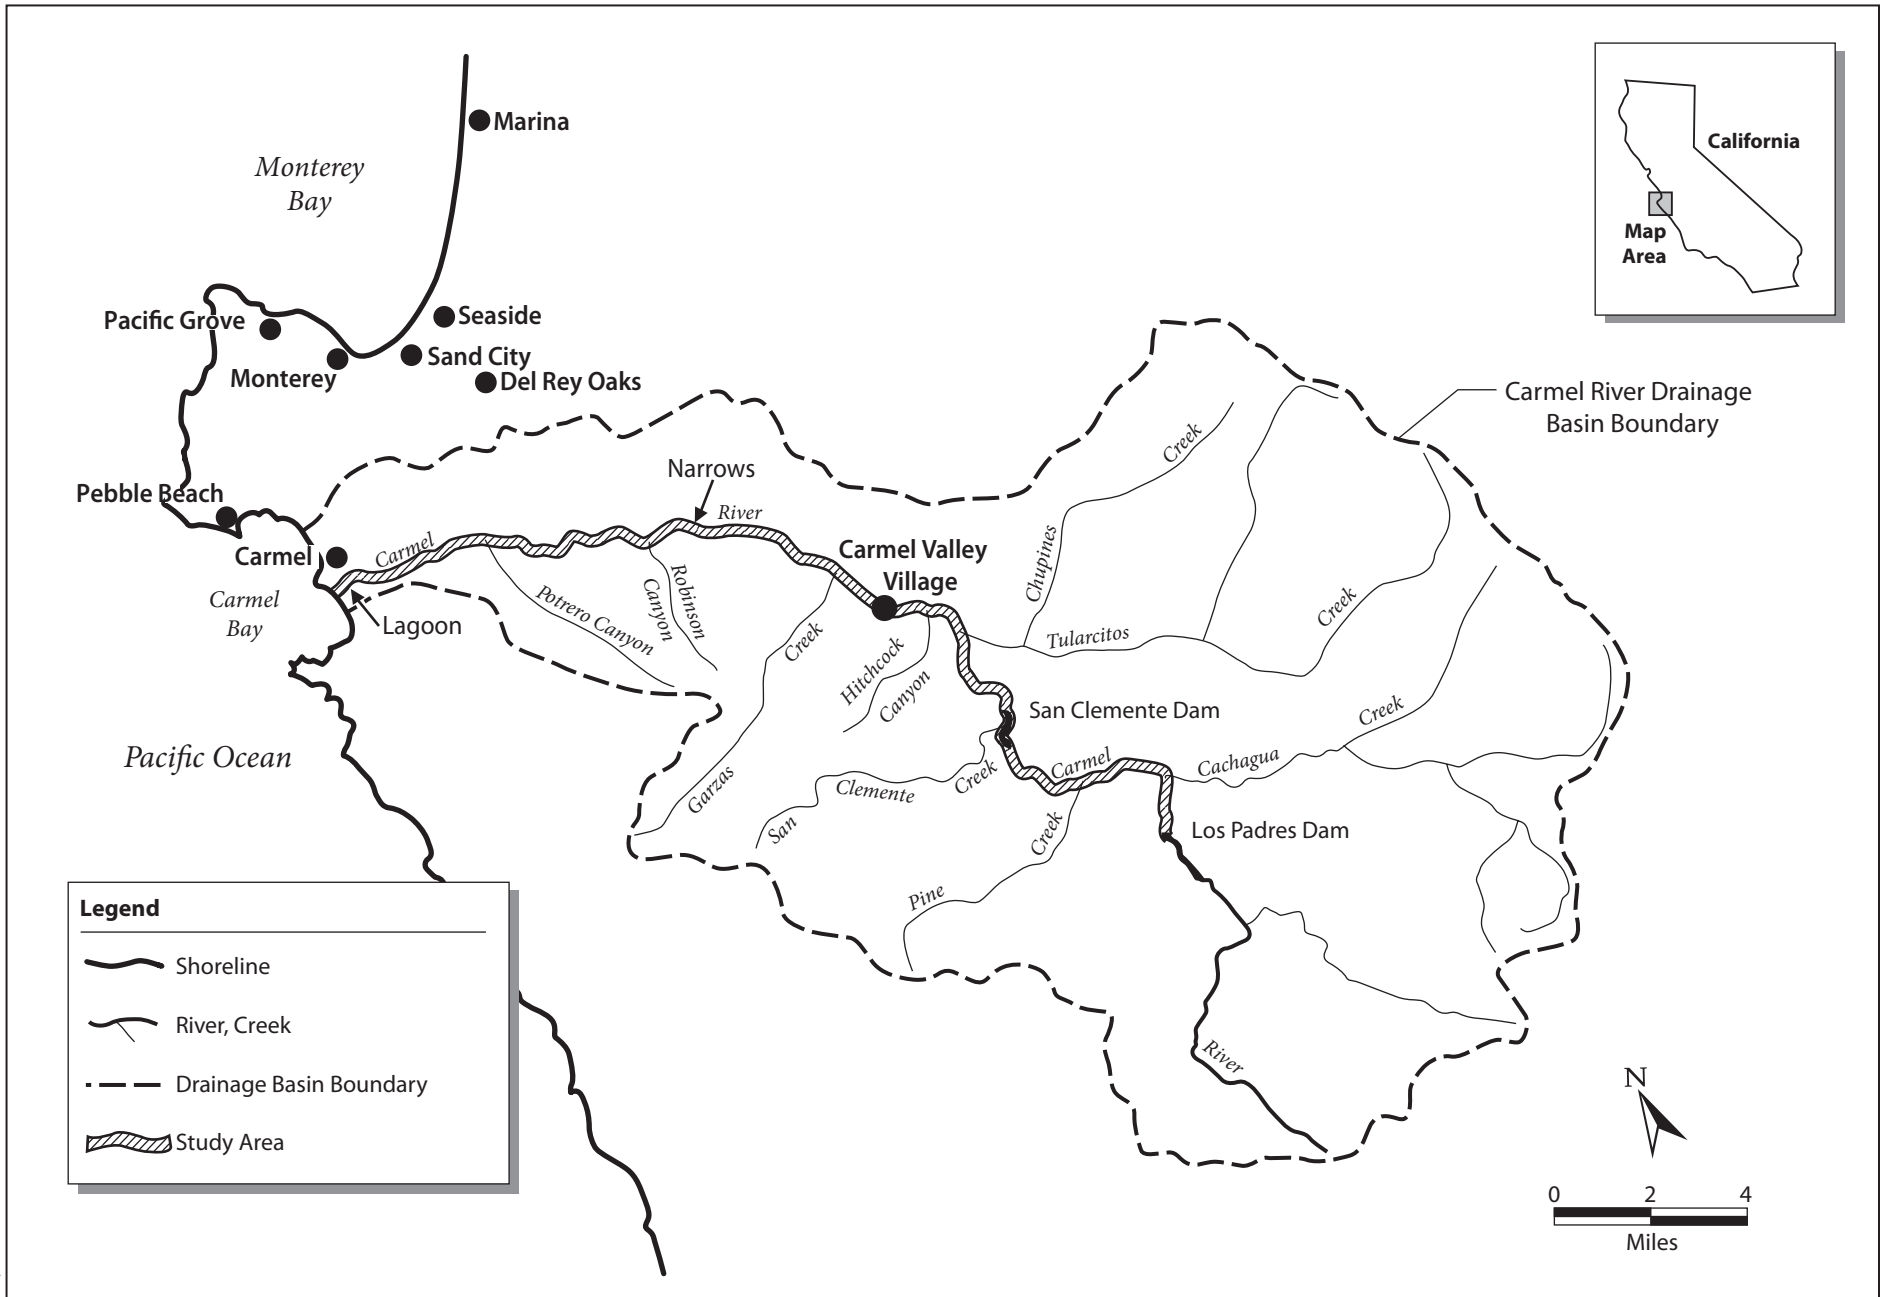 Marina
Monterey
Bay
California
Map
Area
Pacific Grove
Seaside
Sand City
Monterey
Del Rey Oaks
Carmel River Drainage
Basin Boundary
Creek
Narrows
Pebble Beach
River
Carmel
Carmel
Carmel Valley
Village
Chupines
Carmel
Bay
Lagoon
Potrero Canyon
Robinson
Canyon
Creek
Hitchcock
Canyon
Tularcitos
Creek
San Clemente Dam
Creek
Pacific Ocean
Garzas
San
Clemente
Creek
Carmel
Cachagua
Creek
Los Padres Dam
Pine
River
Legend
Shoreline
River, Creek
Drainage Basin Boundary
Study Area
N
0 2 4
Miles